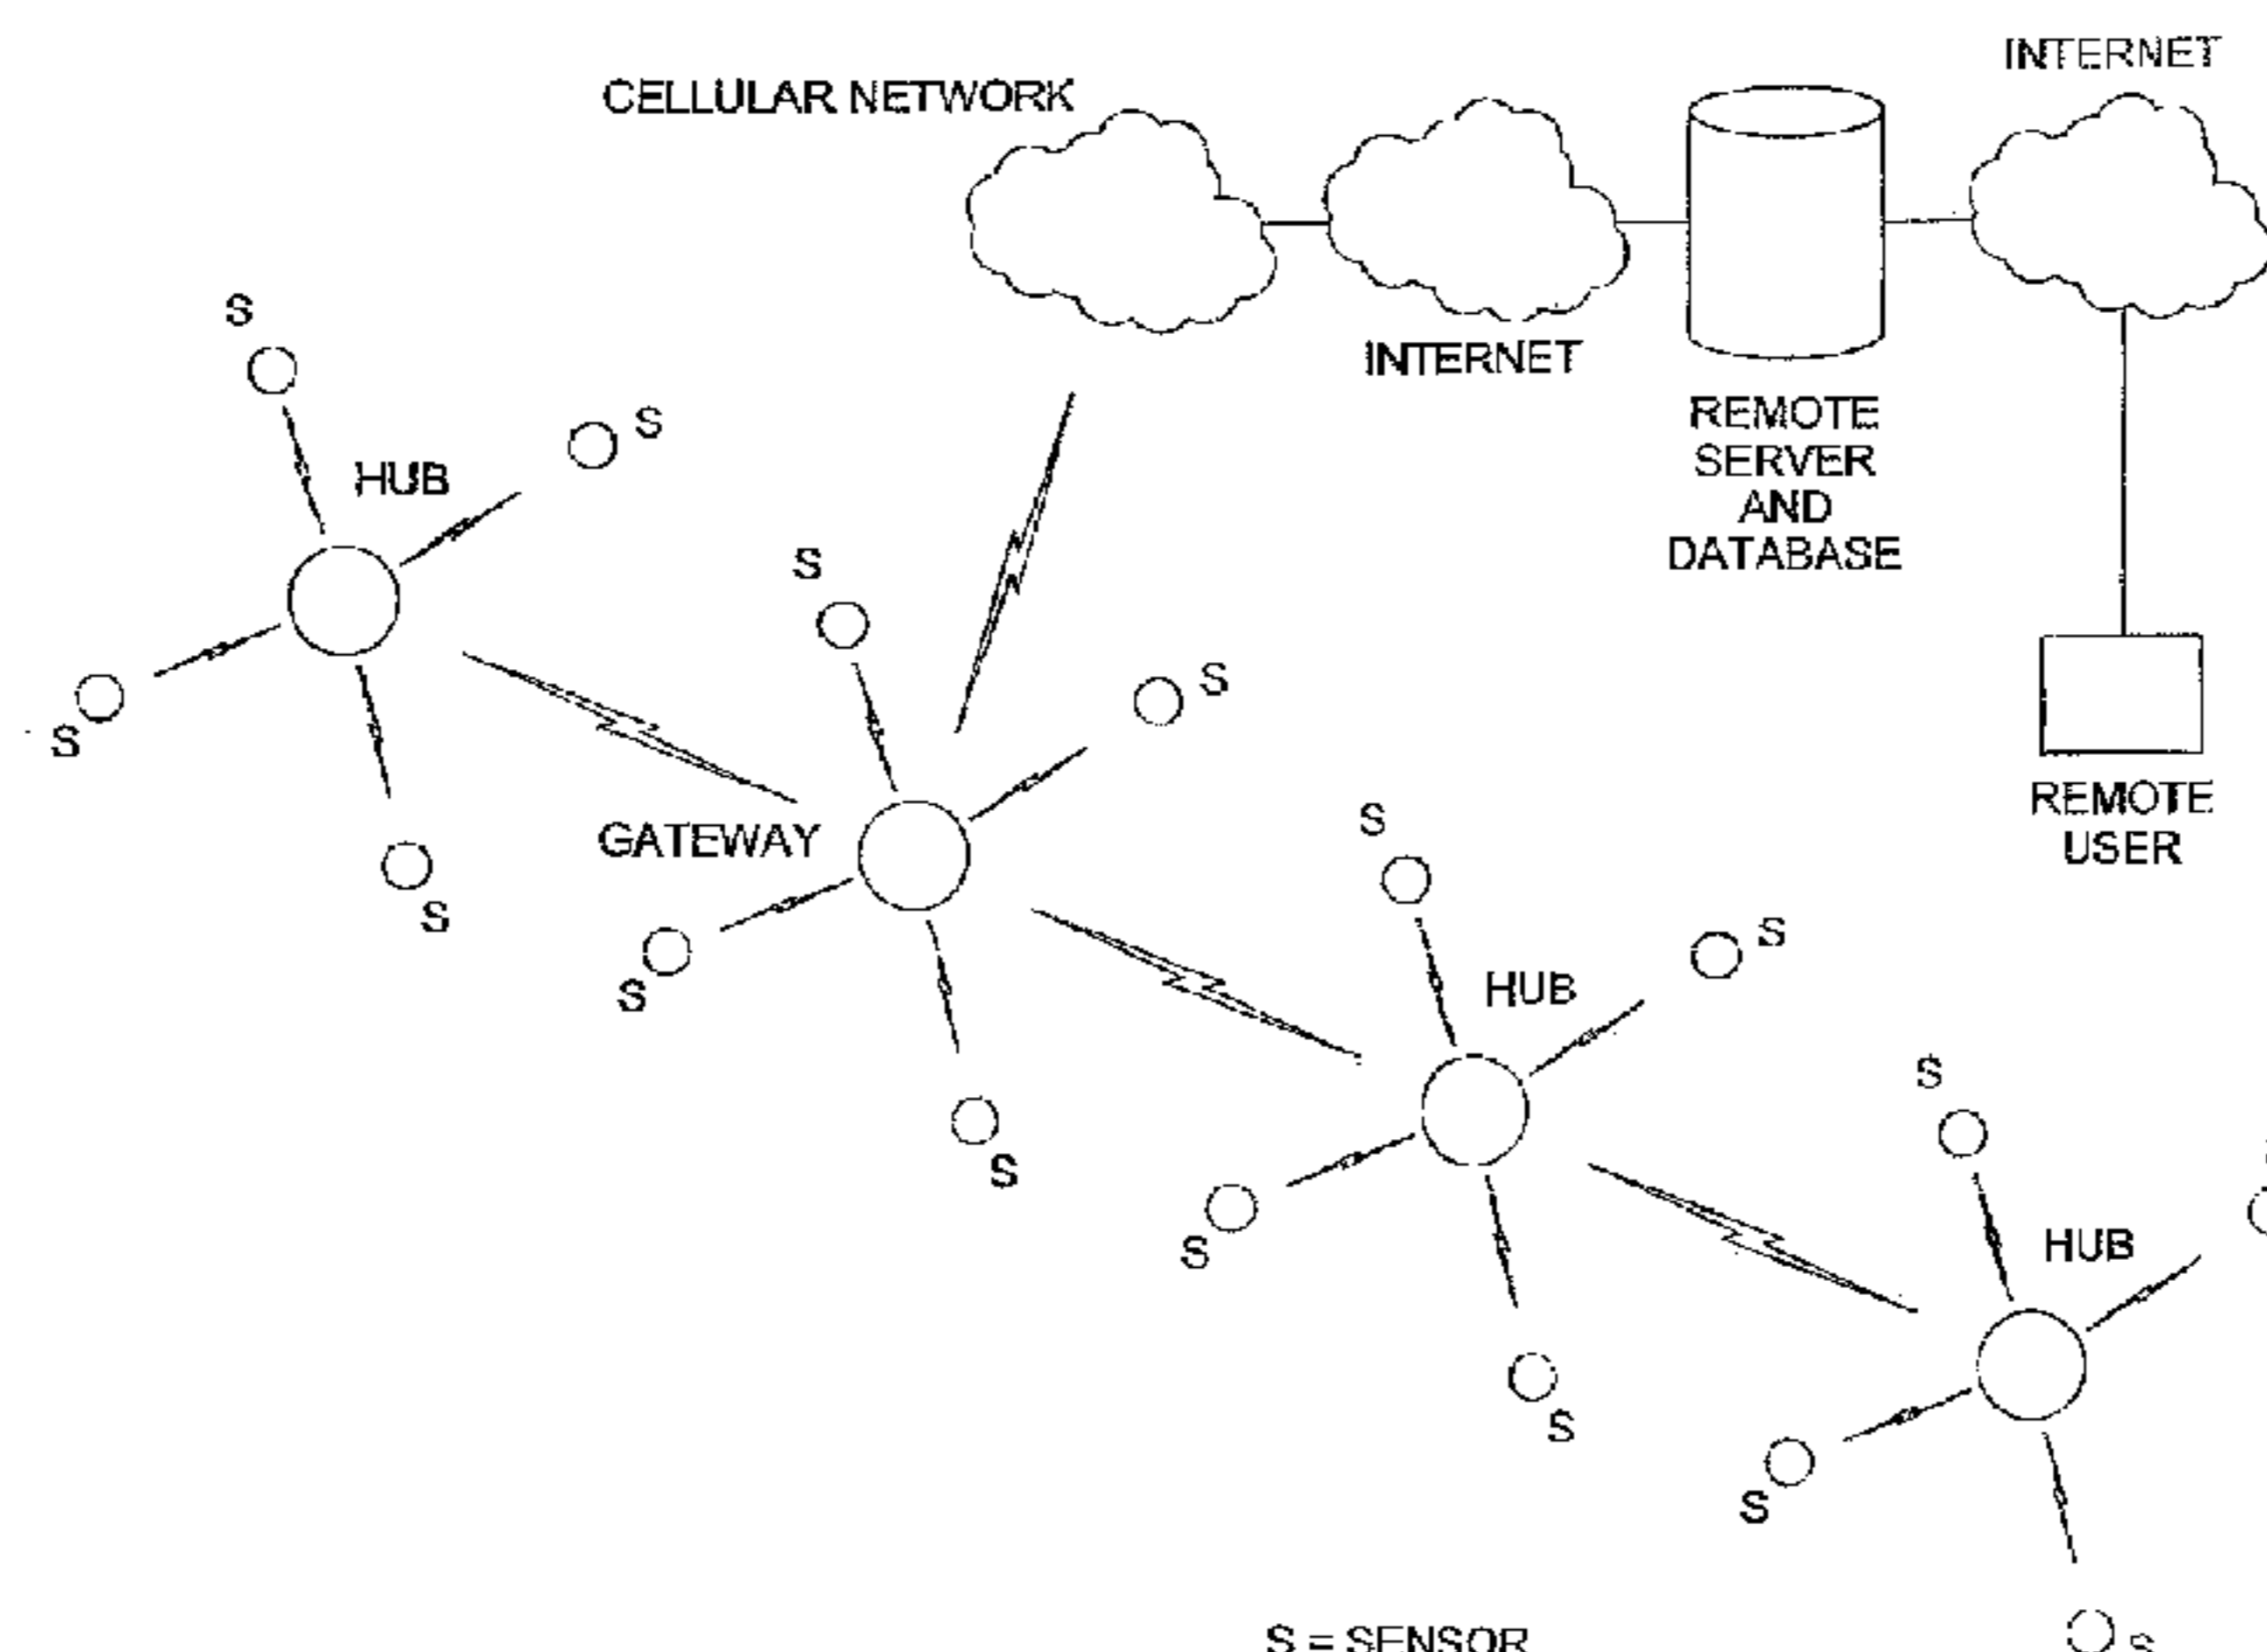 INTERNET
CELLULAR NETWORK
INTERNET
REMOTE
SERVER
AND
DATABASE
S
S
HUB
S
S
S
S
GATEWAY
S
S
REMOTE
USER
S
S
HUB
S
S
S
HUB
S
S
S = SENSOR
S